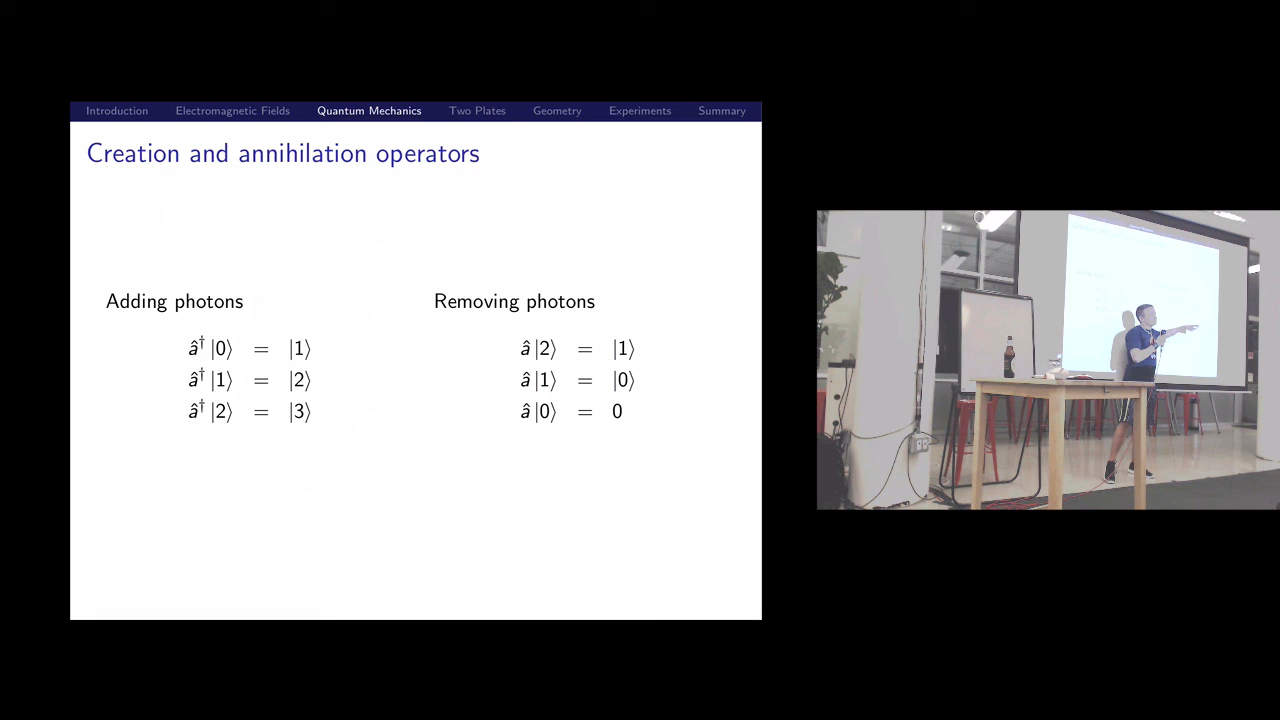 Introduction Electromagnetic Fields Quantum Mechanics Two Plates Geometry Experiments Summary
Creation and annihilation operators
Adding photons
â† |0⟩ = |1⟩
â† |1⟩ = |2⟩
â† |2⟩ = |3⟩
Removing photons
â |2⟩ = |1⟩
â |1⟩ = |0⟩
â |0⟩ = 0